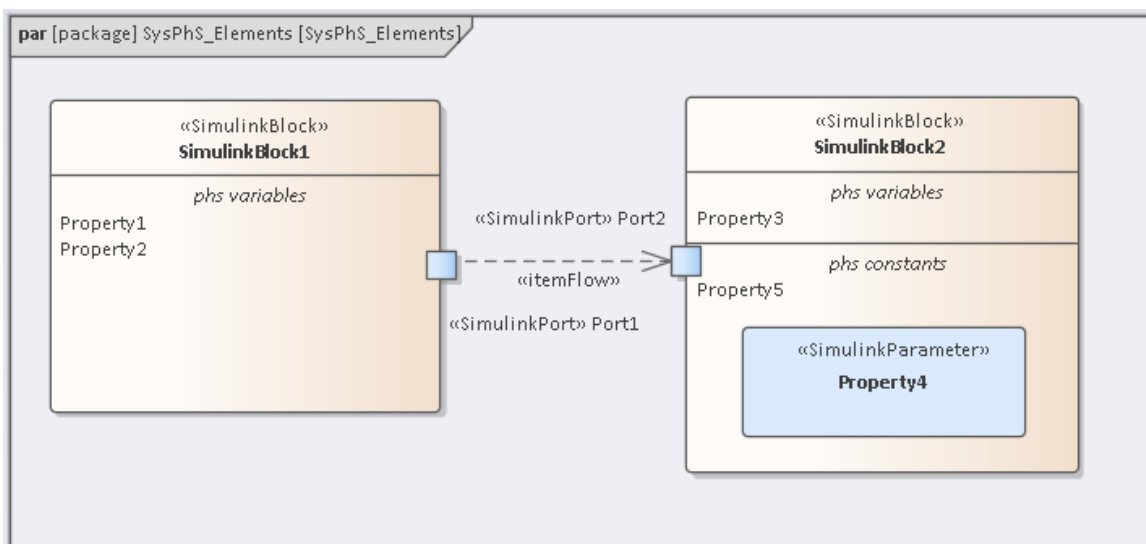 par [package] SysPhS_Elements [SysPhS_Elements]
«SimulinkBlock»
SimulinkBlock1
phs variables
Property1
Property2
«SimulinkPort» Port2
«itemFlow»
«SimulinkPort» Port1
«SimulinkBlock»
SimulinkBlock2
phs variables
Property3
phs constants
Property5
«SimulinkParameter»
Property4